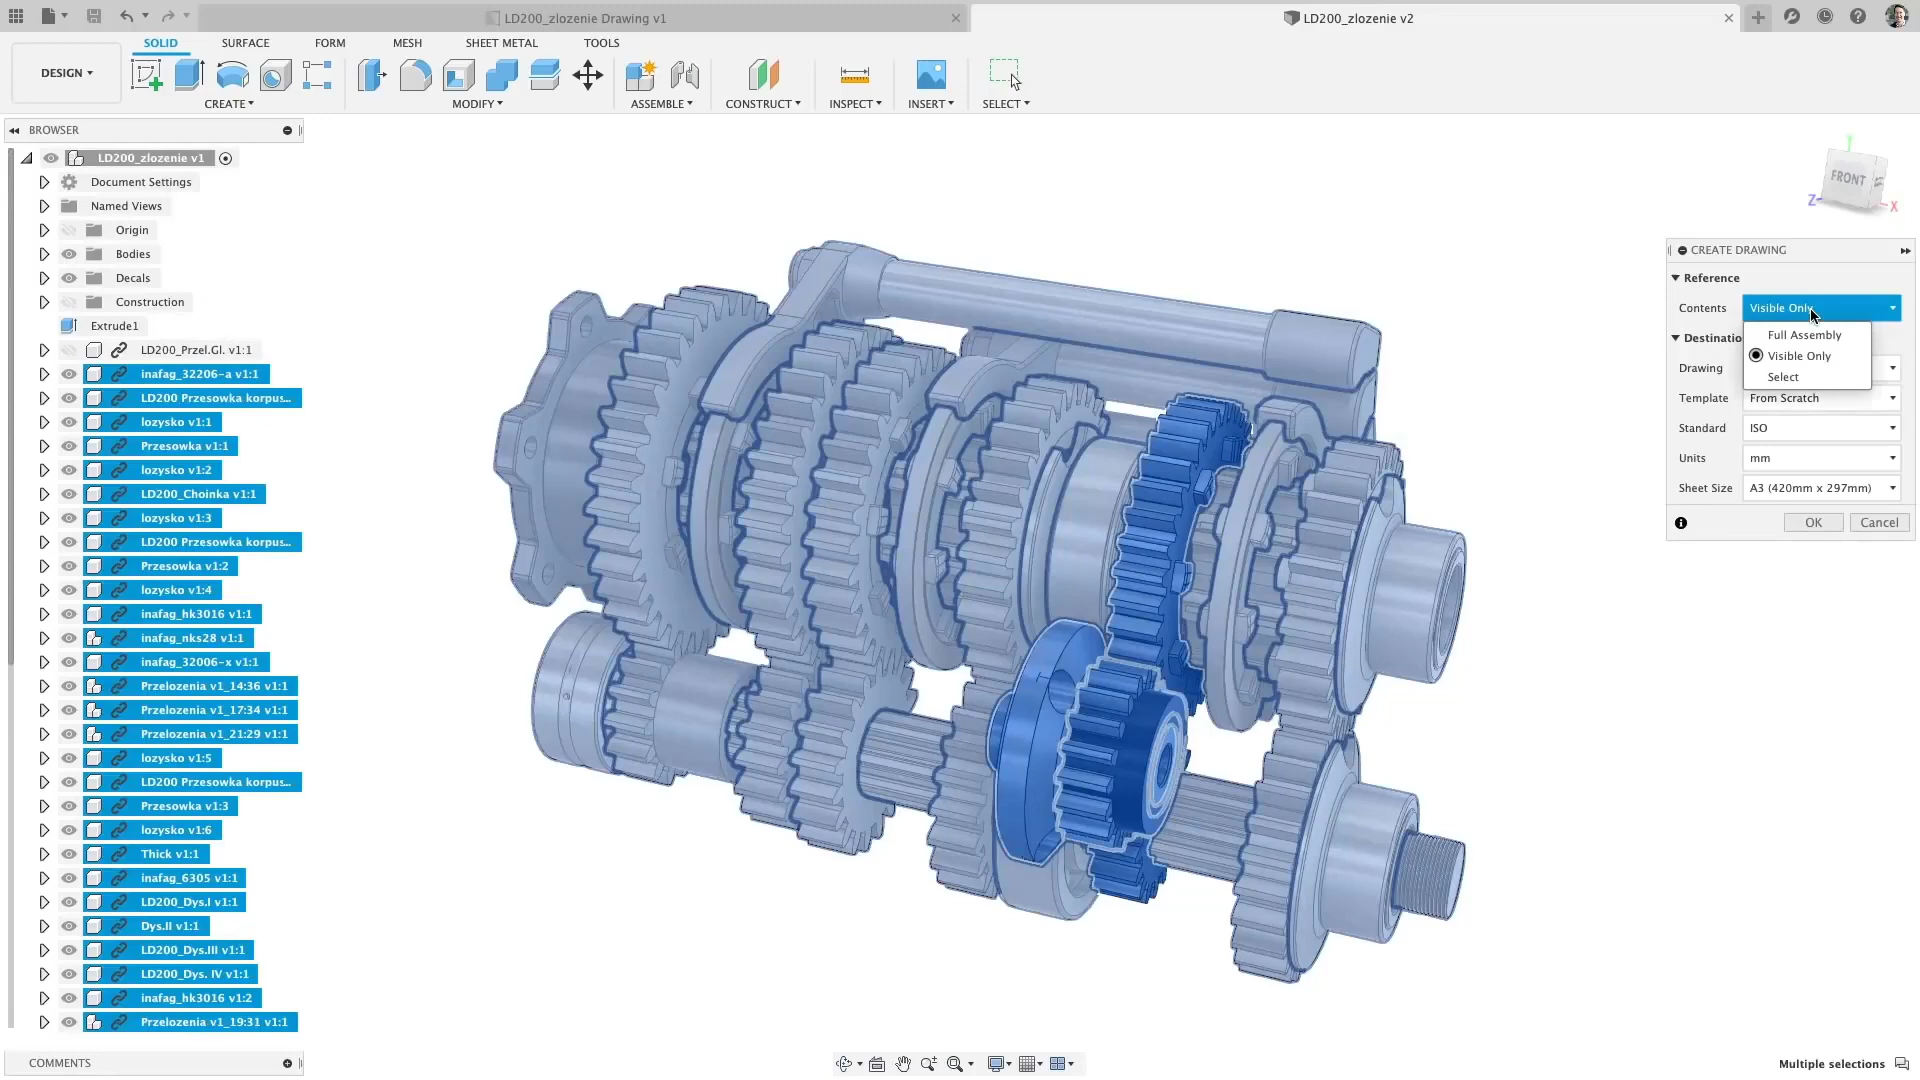 LD200_zlozenie Drawing v1
LD200_zlozenie v2
SOLID
SURFACE
FORM
MESH
SHEET METAL
TOOLS
DESIGN
CREATE
MODIFY
ASSEMBLE
CONSTRUCT
INSPECT
INSERT
SELECT
BROWSER
LD200_zlozenie v1
Document Settings
Named Views
Origin
Bodies
Decals
Construction
Extrude1
LD200_Przel.Gl. v1:1
inafag_32206-a v1:1
LD200 Przesowka korpus...
lozysko v1:1
Przesowka v1:1
lozysko v1:2
LD200_Choinka v1:1
lozysko v1:3
LD200 Przesowka korpus...
Przesowka v1:2
lozysko v1:4
inafag_hk3016 v1:1
inafag_nks28 v1:1
inafag_32006-x v1:1
Przelozenia v1_14:36 v1:1
Przelozenia v1_17:34 v1:1
Przelozenia v1_21:29 v1:1
lozysko v1:5
LD200 Przesowka korpus...
Przesowka v1:3
lozysko v1:6
Thick v1:1
inafag_6305 v1:1
LD200_Dys.I v1:1
Dys.II v1:1
LD200_Dys.III v1:1
LD200_Dys. IV v1:1
inafag_hk3016 v1:2
Przelozenia v1_19:31 v1:1
COMMENTS
Y
FRONT
Z
X
CREATE DRAWING
Reference
Contents Visible Only
Full Assembly
Visible Only
Select
Destinatio
Drawing
Template From Scratch
Standard ISO
Units mm
Sheet Size A3 (420mm x 297mm)
OK
Cancel
Multiple selections